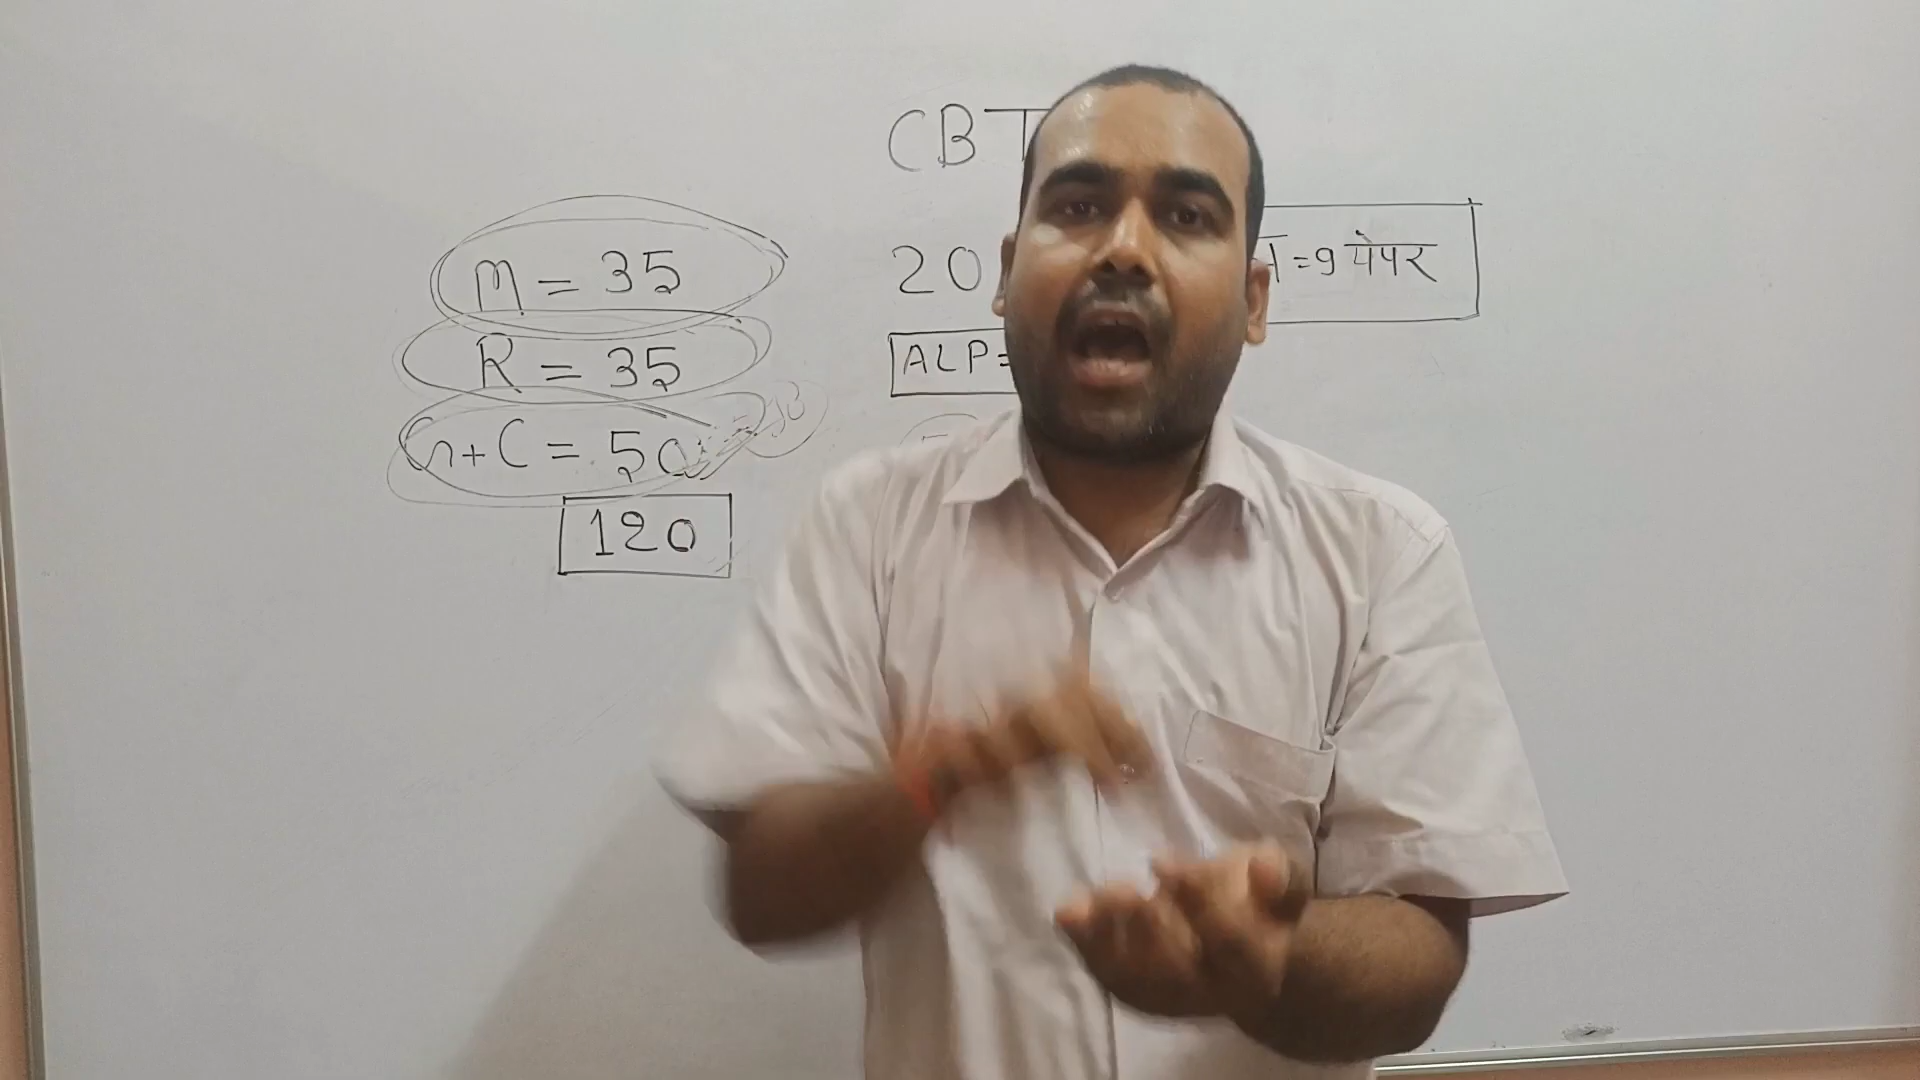 CBT
M = 35
R = 35
G+C = 50
120
20
= 9 पेपर
ALP =